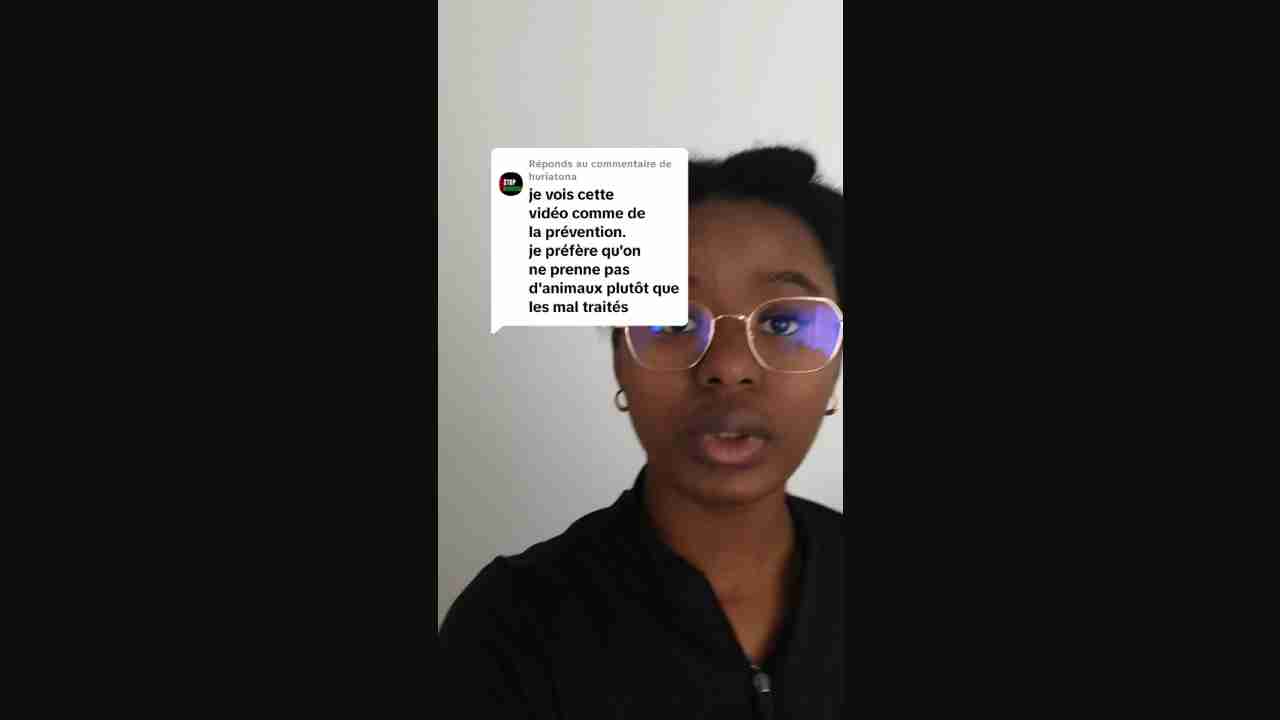 Réponds au commentaire de
huriatona
STOP
je vois cette
vidéo comme de
la prévention.
je préfère qu'on
ne prenne pas
d'animaux plutôt que
les mal traités